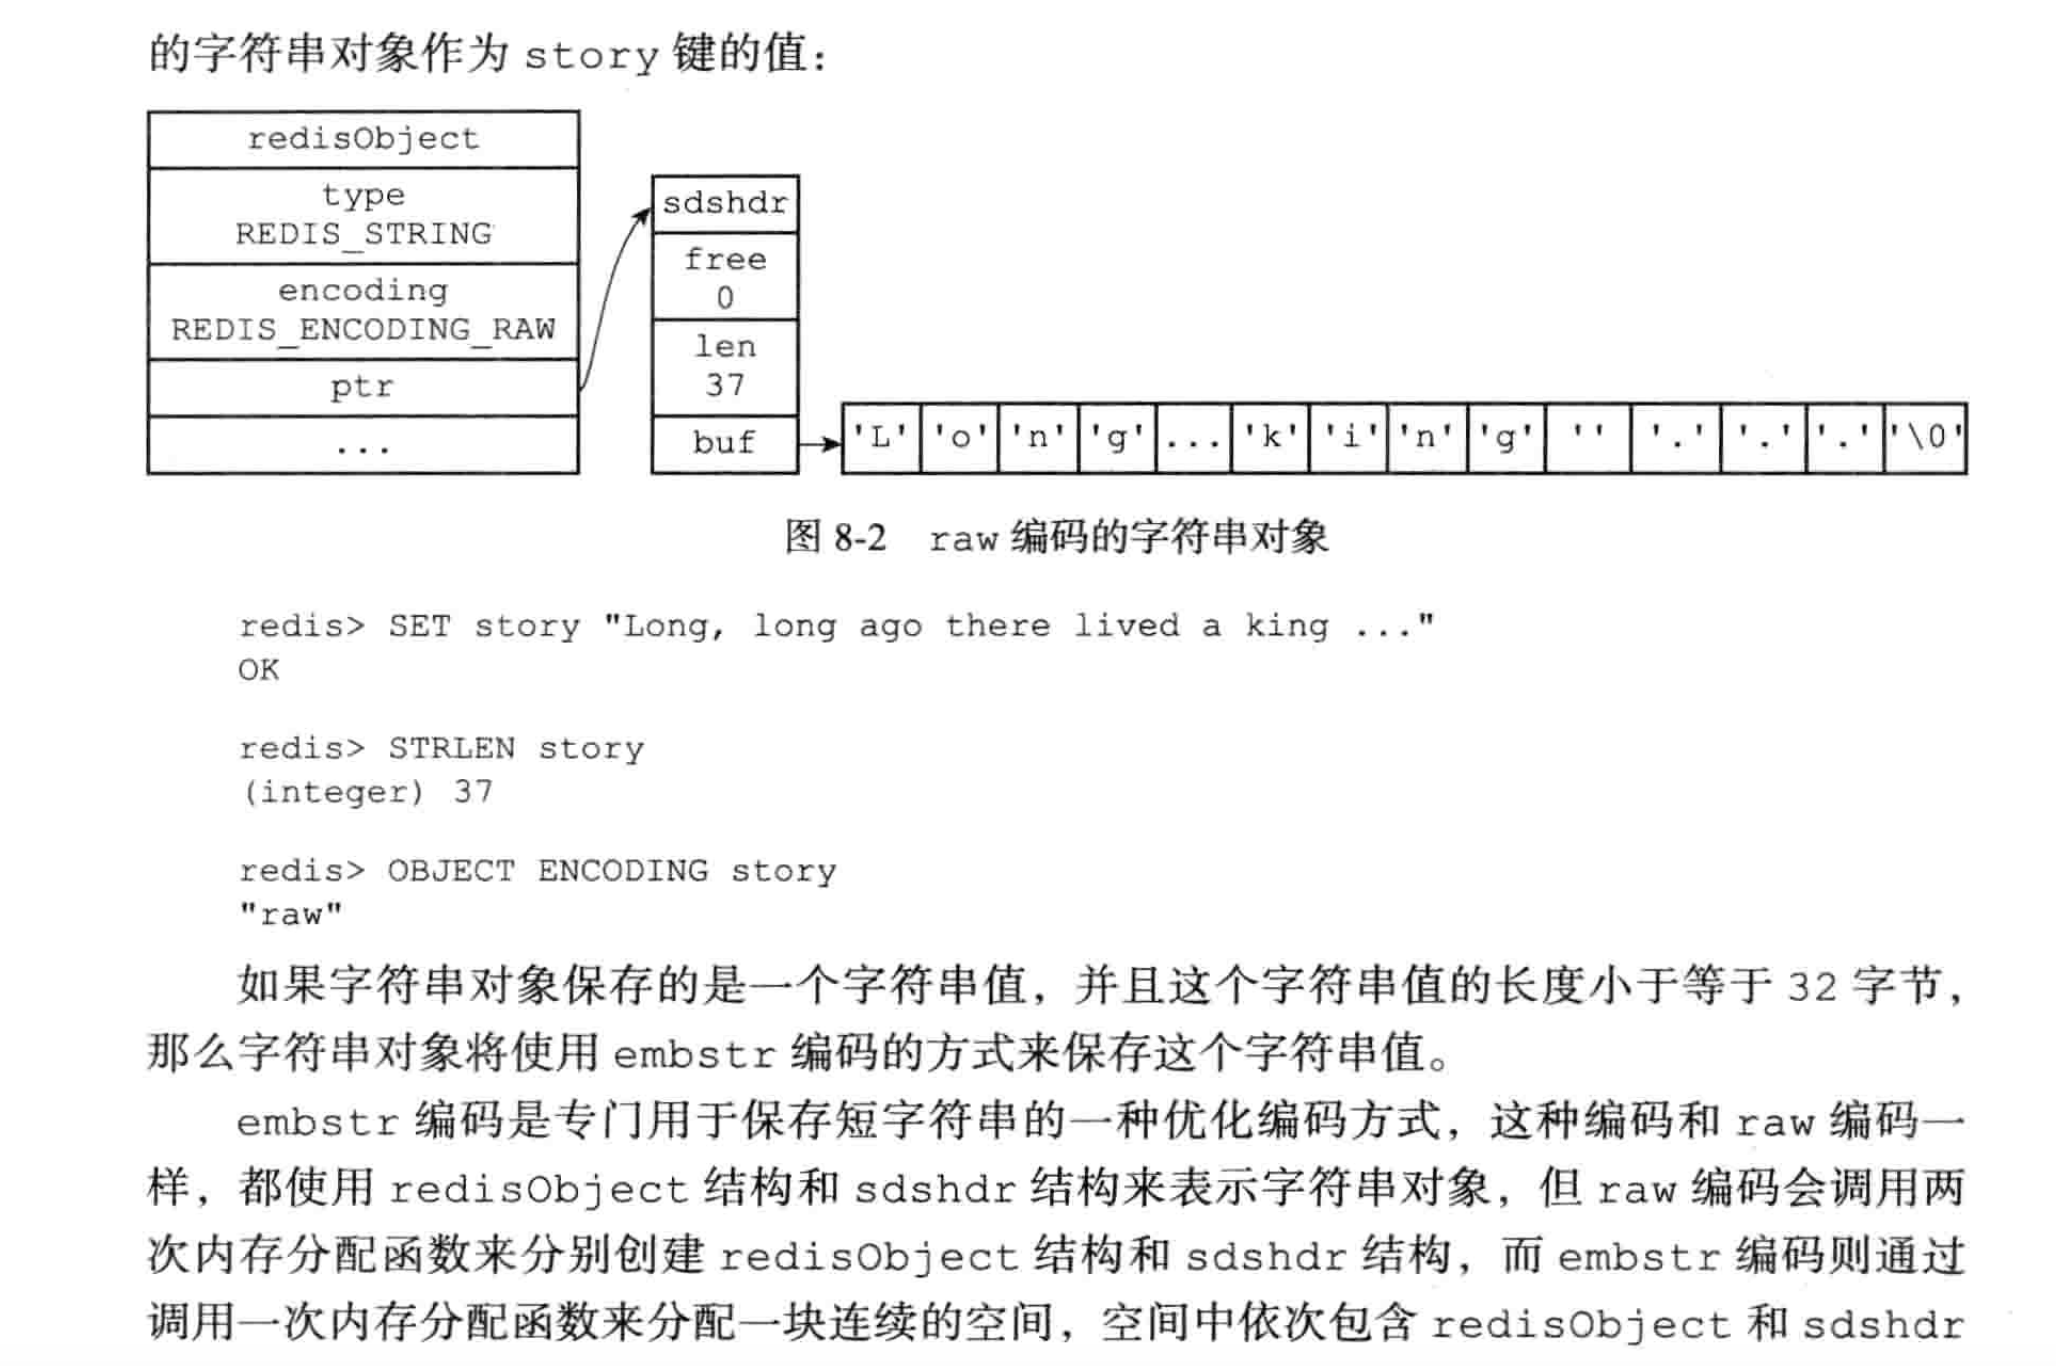 的字符串对象作为 story 键的值：
redisObject
type
REDIS_STRING
encoding
REDIS_ENCODING_RAW
ptr
...
sdshdr
free
0
len
37
buf
'L' 'o' 'n' 'g' ... 'k' 'i' 'n' 'g' ' ' '.' '.' '.' '\0'
图 8-2 raw 编码的字符串对象
redis> SET story "Long, long ago there lived a king ..."
OK
redis> STRLEN story
(integer) 37
redis> OBJECT ENCODING story
"raw"
如果字符串对象保存的是一个字符串值，并且这个字符串值的长度小于等于 32 字节，
那么字符串对象将使用 embstr 编码的方式来保存这个字符串值。
embstr 编码是专门用于保存短字符串的一种优化编码方式，这种编码和 raw 编码一
样，都使用 redisObject 结构和 sdshdr 结构来表示字符串对象，但 raw 编码会调用两
次内存分配函数来分别创建 redisObject 结构和 sdshdr 结构，而 embstr 编码则通过
调用一次内存分配函数来分配一块连续的空间，空间中依次包含 redisObject 和 sdshdr